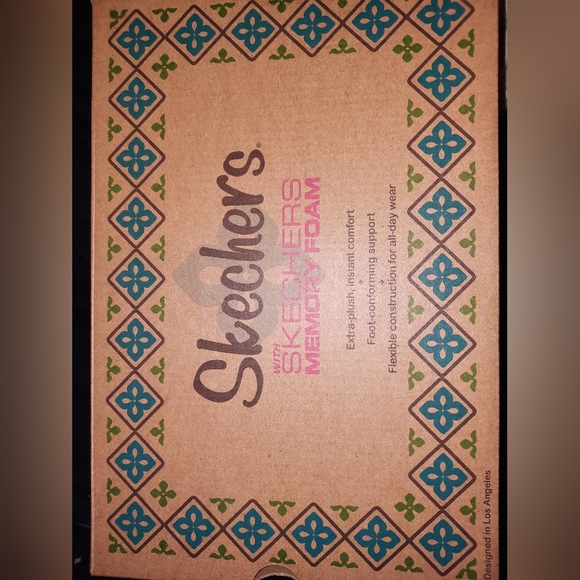 Skechers®
WITH
SKECHERS
MEMORY FOAM
Extra-plush, instant comfort
+
Foot-conforming support
+
Flexible construction for all-day wear
Designed in Los Angeles